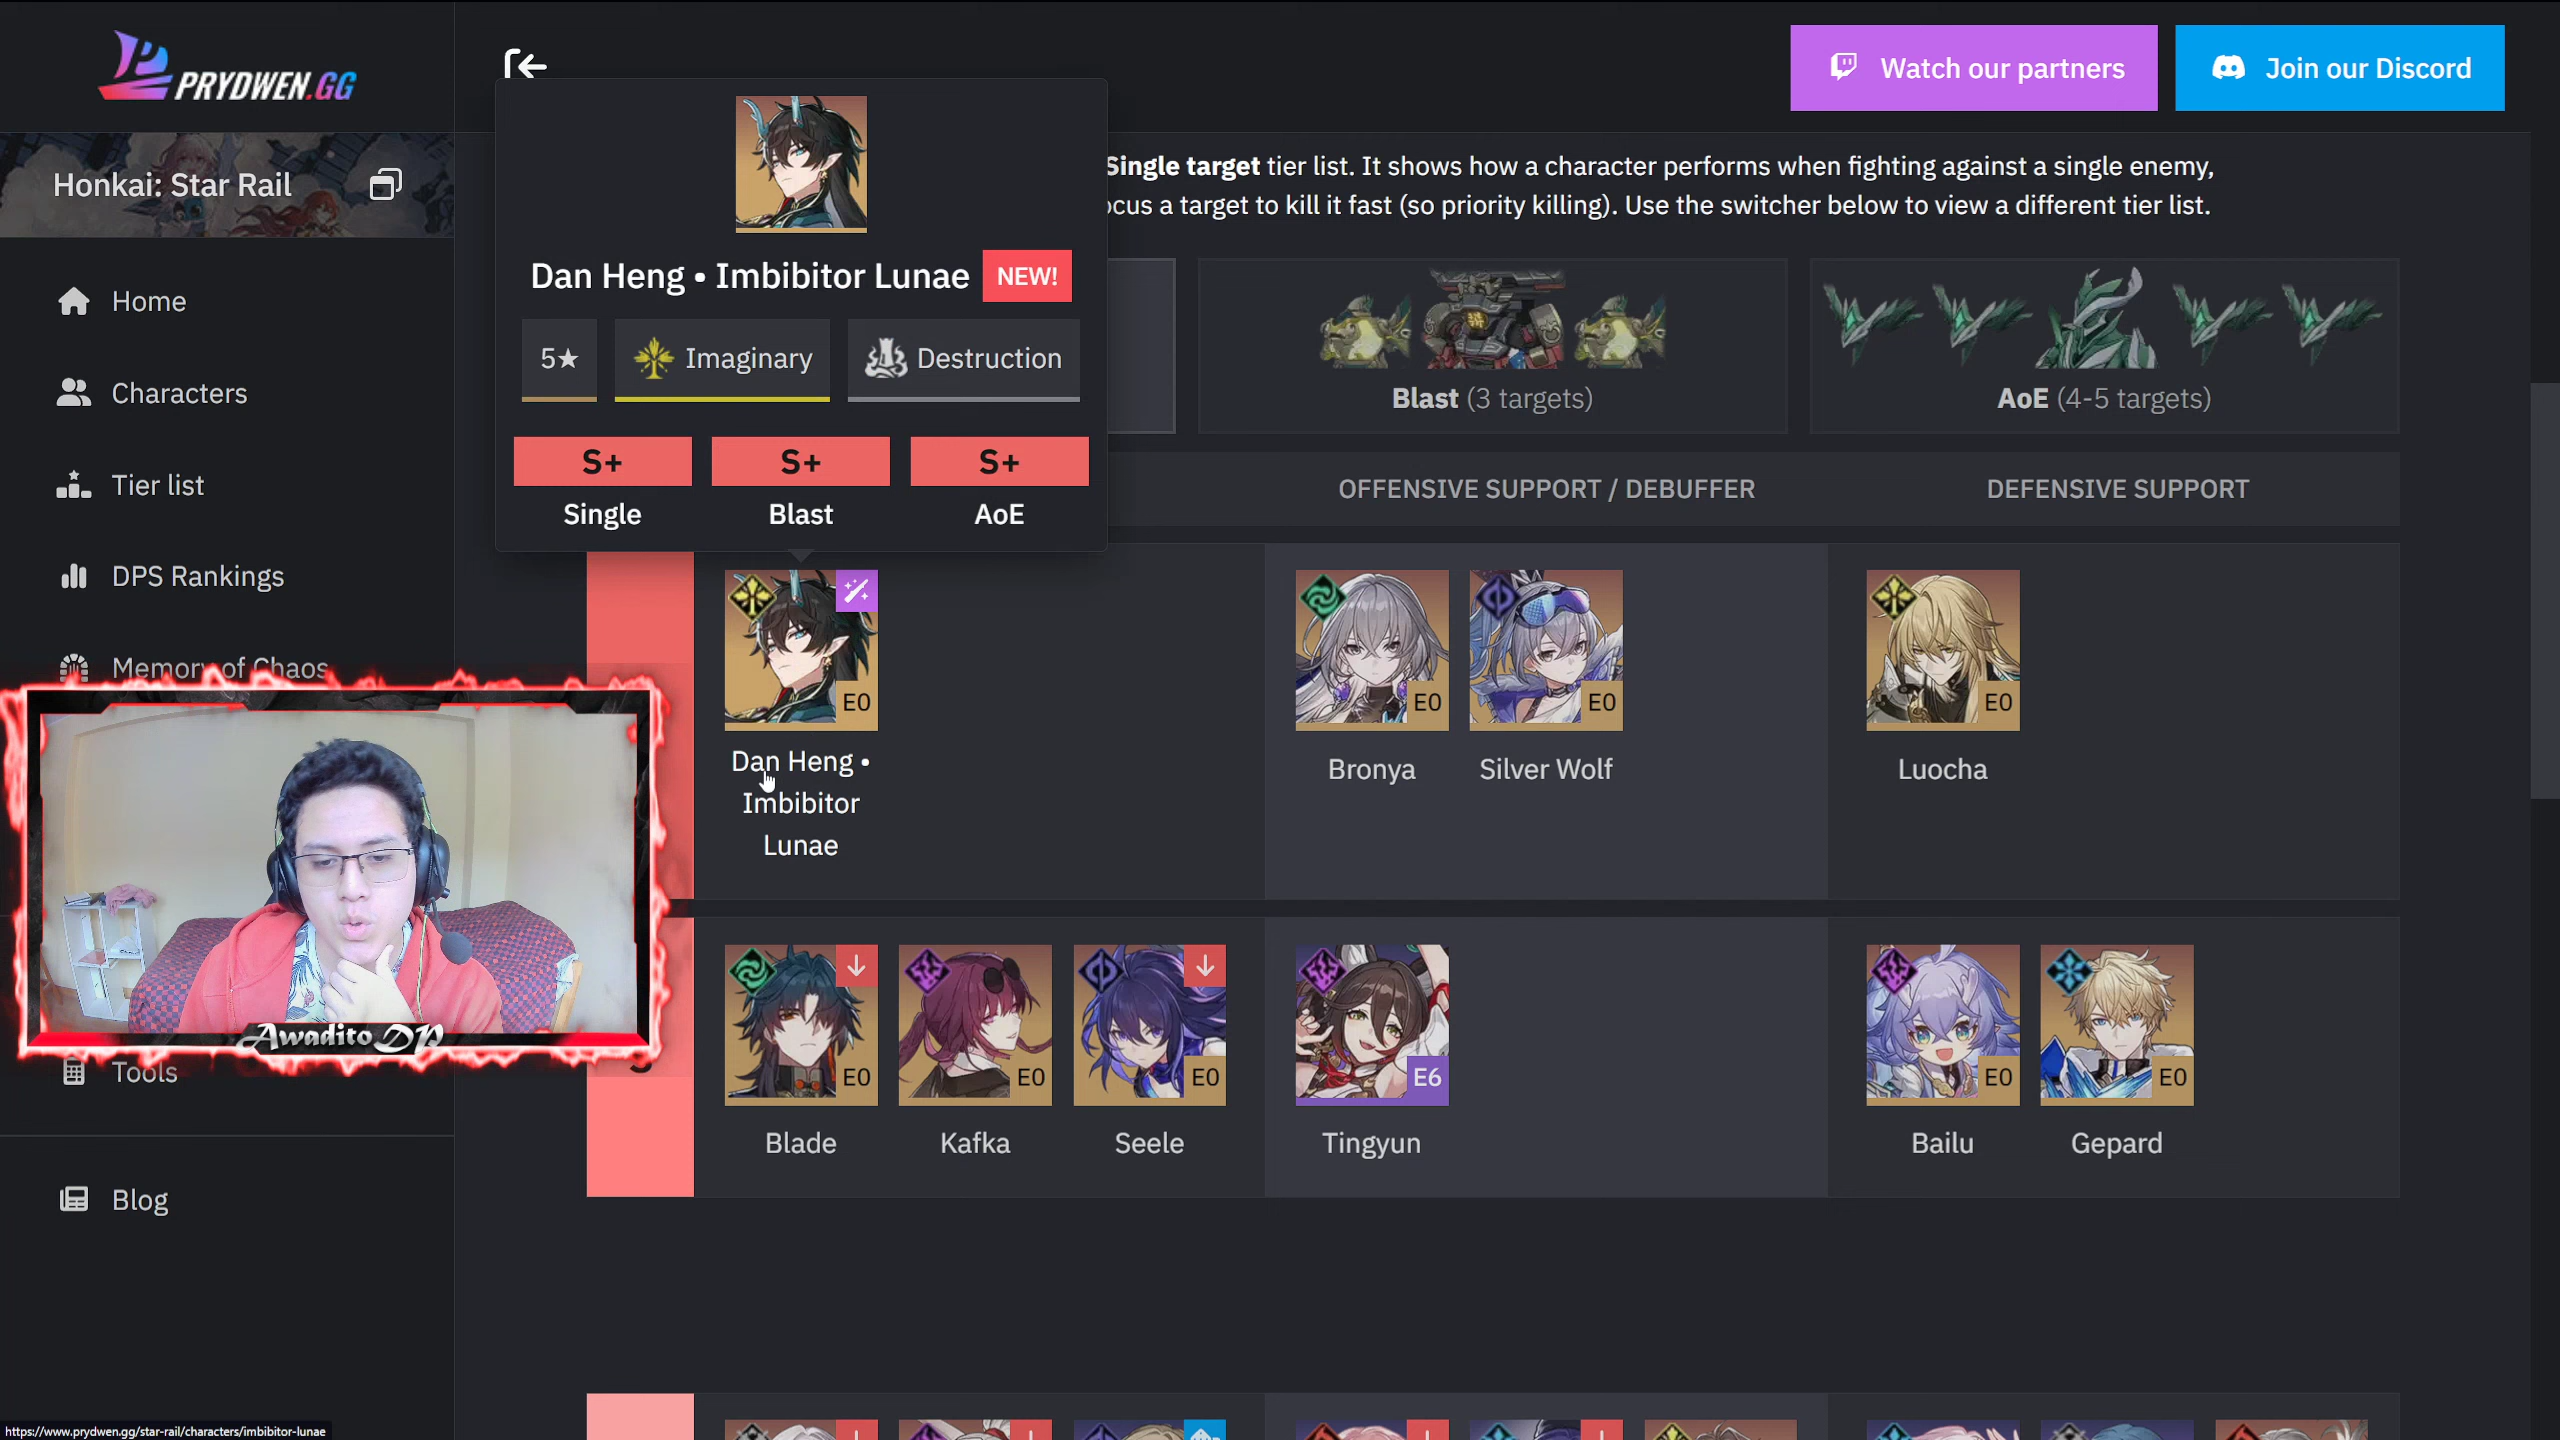 PRYDWEN.GG
Watch our partners
Join our Discord
Honkai: Star Rail
Home
Characters
Tier list
DPS Rankings
Memory of Chaos
Tools
Blog
Dan Heng • Imbibitor Lunae NEW!
5★ Imaginary Destruction
S+ S+ S+
Single Blast AoE
Single target tier list. It shows how a character performs when fighting against a single enemy,
ocus a target to kill it fast (so priority killing). Use the switcher below to view a different tier list.
Blast (3 targets)
AoE (4-5 targets)
OFFENSIVE SUPPORT / DEBUFFER
DEFENSIVE SUPPORT
E0
Dan Heng •
Imbibitor
Lunae
E0
Bronya
E0
Silver Wolf
E0
Luocha
E0
Blade
E0
Kafka
E0
Seele
E6
Tingyun
E0
Bailu
E0
Gepard
Awadito DP
https://www.prydwen.gg/star-rail/characters/imbibitor-lunae